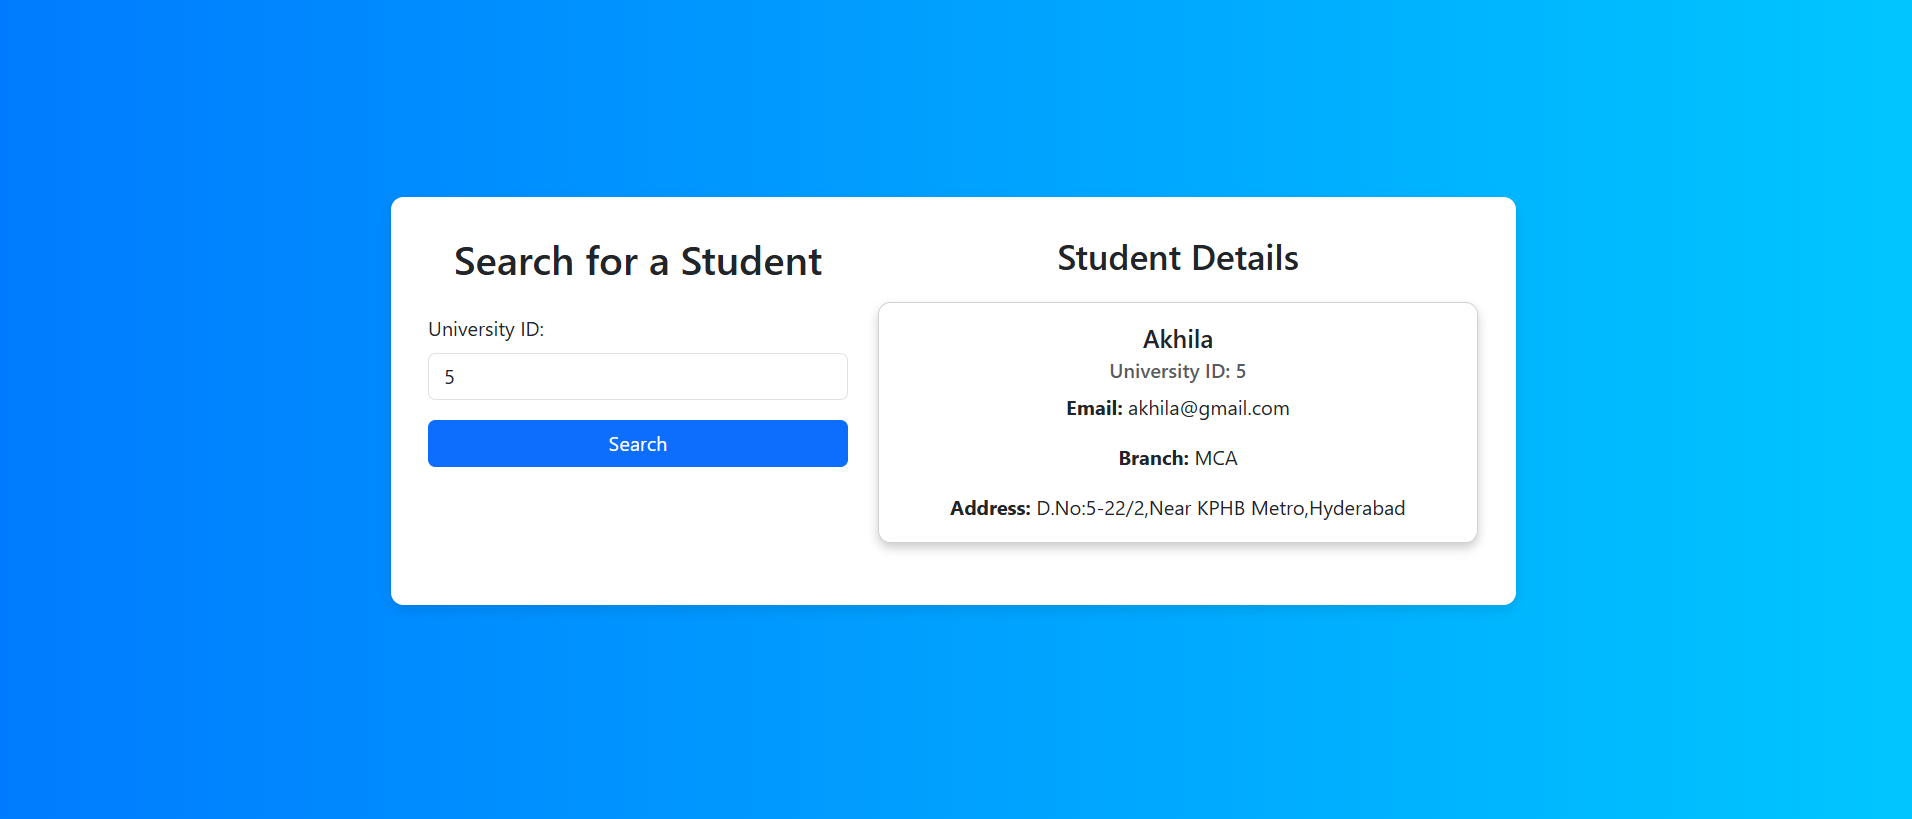 Search for a Student
University ID:
5
Search
Student Details
Akhila
University ID: 5
Email: akhila@gmail.com
Branch: MCA
Address: D.No:5-22/2,Near KPHB Metro,Hyderabad